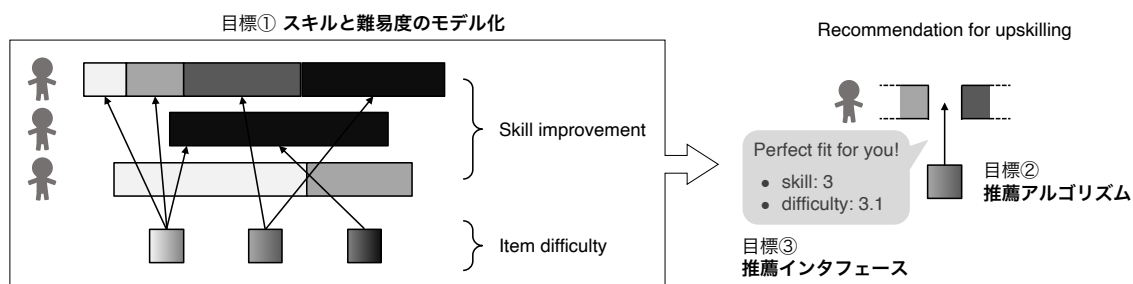 目標① スキルと難易度のモデル化
Skill improvement
Item difficulty
Recommendation for upskilling
Perfect fit for you!
• skill: 3
• difficulty: 3.1
目標②
推薦アルゴリズム
目標③
推薦インタフェース